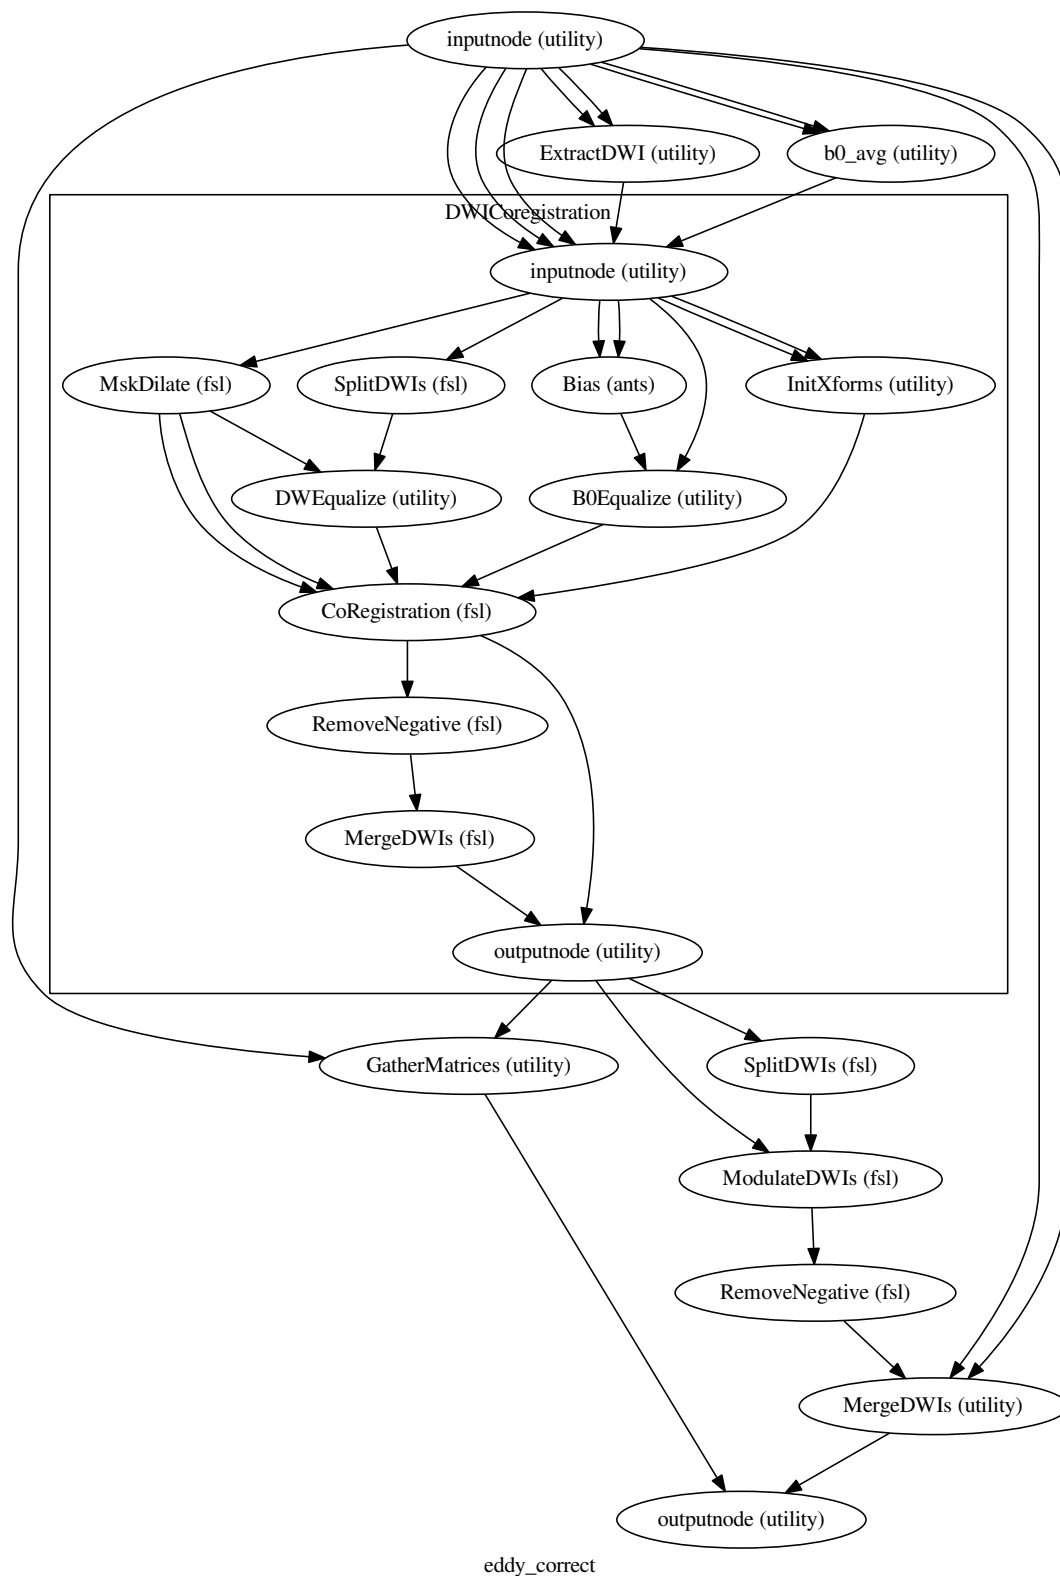 inputnode (utility)
ExtractDWI (utility)
b0_avg (utility)
DWICoregistration
inputnode (utility)
MskDilate (fsl)
SplitDWIs (fsl)
Bias (ants)
InitXforms (utility)
DWEqualize (utility)
B0Equalize (utility)
CoRegistration (fsl)
RemoveNegative (fsl)
MergeDWIs (fsl)
outputnode (utility)
GatherMatrices (utility)
SplitDWIs (fsl)
ModulateDWIs (fsl)
RemoveNegative (fsl)
MergeDWIs (utility)
outputnode (utility)
eddy_correct